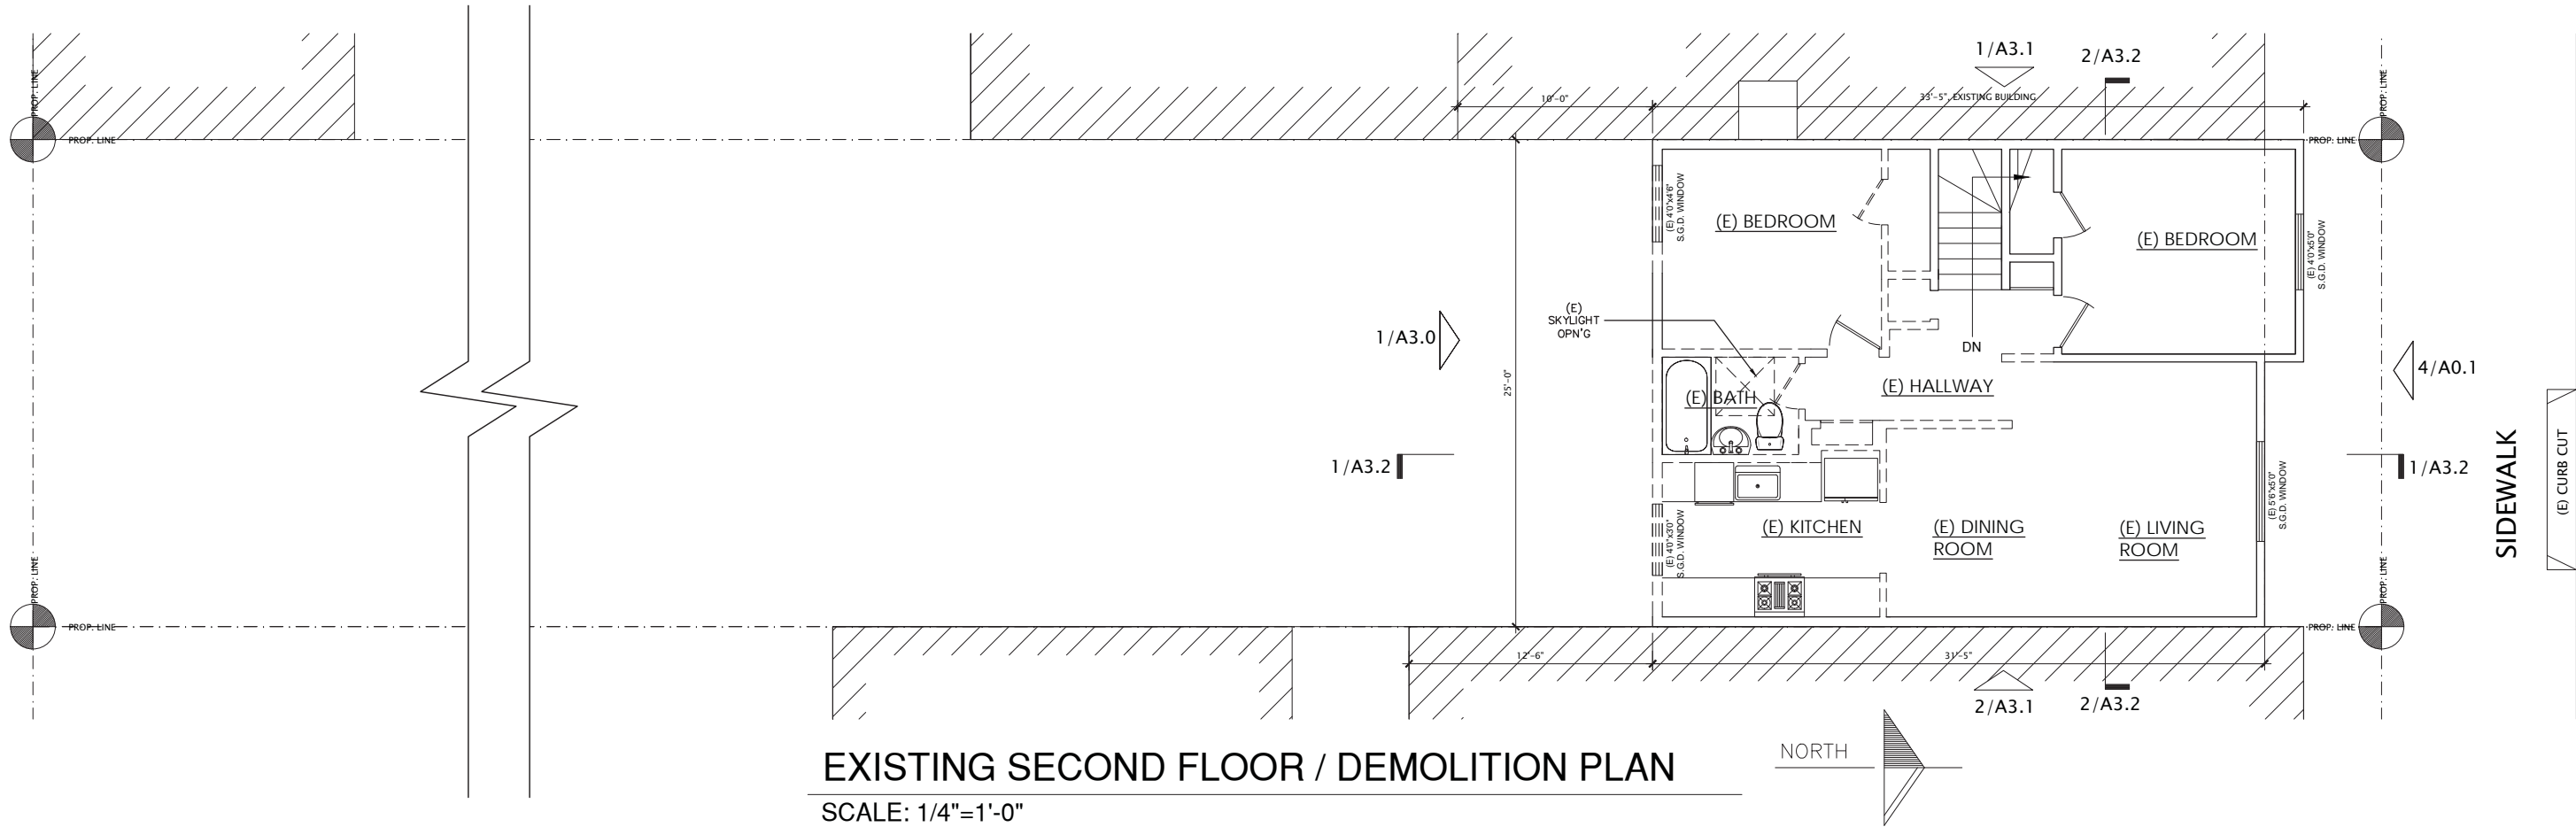 1/A3.1
2/A3.2
PROP. LINE
PROP. LINE
10'-0"
33'-5", EXISTING BUILDING
PROP. LINE
PROP. LINE
(E) 4'0"x4'6"
S.G.D. WINDOW
(E) BEDROOM
(E) BEDROOM
(E) 4'0"x5'0"
S.G.D. WINDOW
(E)
SKYLIGHT
OPN'G
1/A3.0
DN
4/A0.1
25'-0"
(E) BATH
(E) HALLWAY
1/A3.2
1/A3.2
SIDEWALK
(E) CURB CUT
(E) 5'6"x5'0"
S.G.D. WINDOW
(E) 4'0"x3'0"
S.G.D. WINDOW
(E) KITCHEN
(E) DINING
ROOM
(E) LIVING
ROOM
PROP. LINE
PROP. LINE
PROP. LINE
PROP. LINE
12'-6"
31'-5"
2/A3.1
2/A3.2
EXISTING SECOND FLOOR / DEMOLITION PLAN
SCALE: 1/4"=1'-0"
NORTH